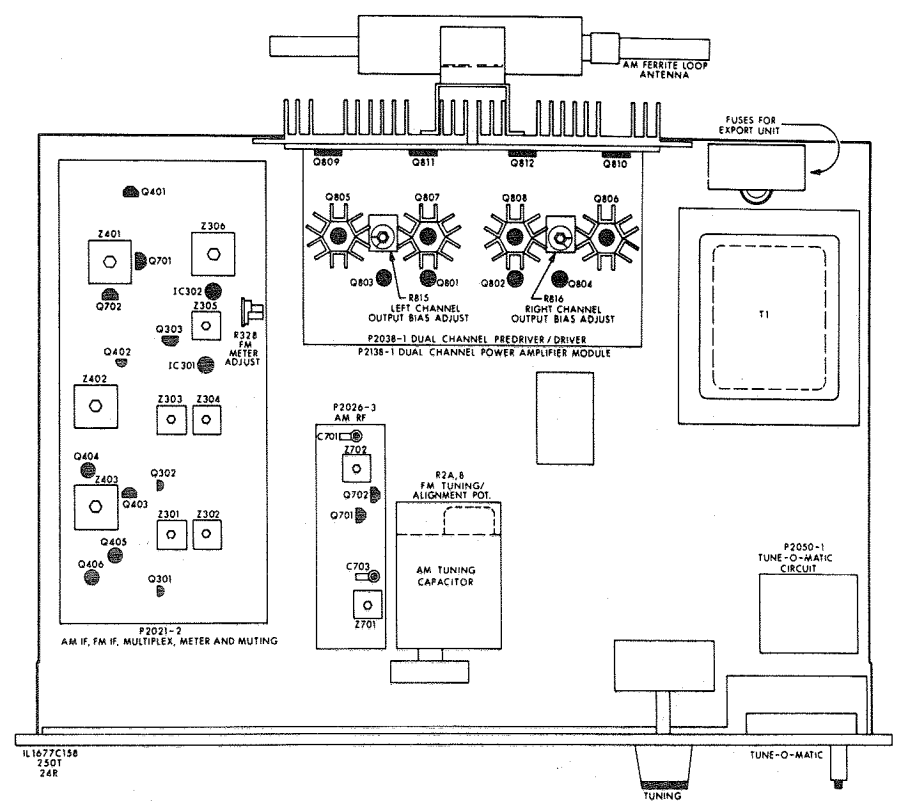 AM FERRITE LOOP
ANTENNA
FUSES FOR
EXPORT UNIT
Q809
Q811
Q812
Q810
Q401
Q805
Q807
Q808
Q806
Z401
Z306
Q701
IC302
Q702
Q803
Q801
Q802
Q804
Z305
R815
LEFT CHANNEL
OUTPUT BIAS ADJUST
R816
RIGHT CHANNEL
OUTPUT BIAS ADJUST
T1
Q303
R328
FM
METER
ADJUST
Q402
IC301
P2038-1 DUAL CHANNEL PREDRIVER/DRIVER
P2138-1 DUAL CHANNEL POWER AMPLIFIER MODULE
Z402
Z303
Z304
P2026-3
AM RF
C701
Z702
Q404
Q302
Z403
Q403
R2A,B
FM TUNING/
ALIGNMENT POT.
Q702
Q701
Z301
Z302
Q405
Q406
Q301
C703
AM TUNING
CAPACITOR
P2050-1
TUNE-O-MATIC
CIRCUIT
Z701
P2021-2
AM IF, FM IF, MULTIPLEX, METER AND MUTING
IL1677C158
250T
24R
TUNE-O-MATIC
TUNING